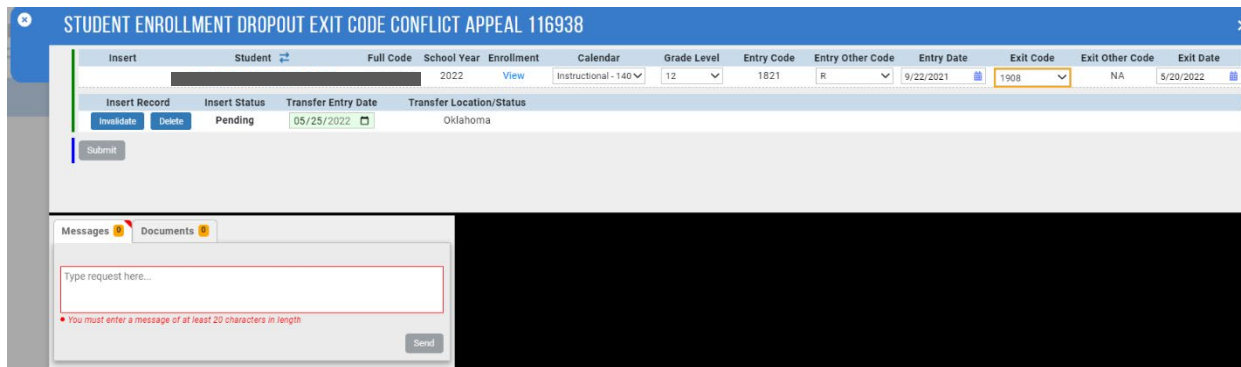 STUDENT ENROLLMENT DROPOUT EXIT CODE CONFLICT APPEAL 116938
Insert Student Full Code School Year Enrollment Calendar Grade Level Entry Code Entry Other Code Entry Date Exit Code Exit Other Code Exit Date
2022 View Instructional - 140 12 1821 R 9/22/2021 1908 NA 5/20/2022
Insert Record Insert Status Transfer Entry Date Transfer Location/Status
Invalidate Delete Pending 05/25/2022 Oklahoma
Submit
Messages 0 Documents 0
Type request here...
You must enter a message of at least 20 characters in length
Send